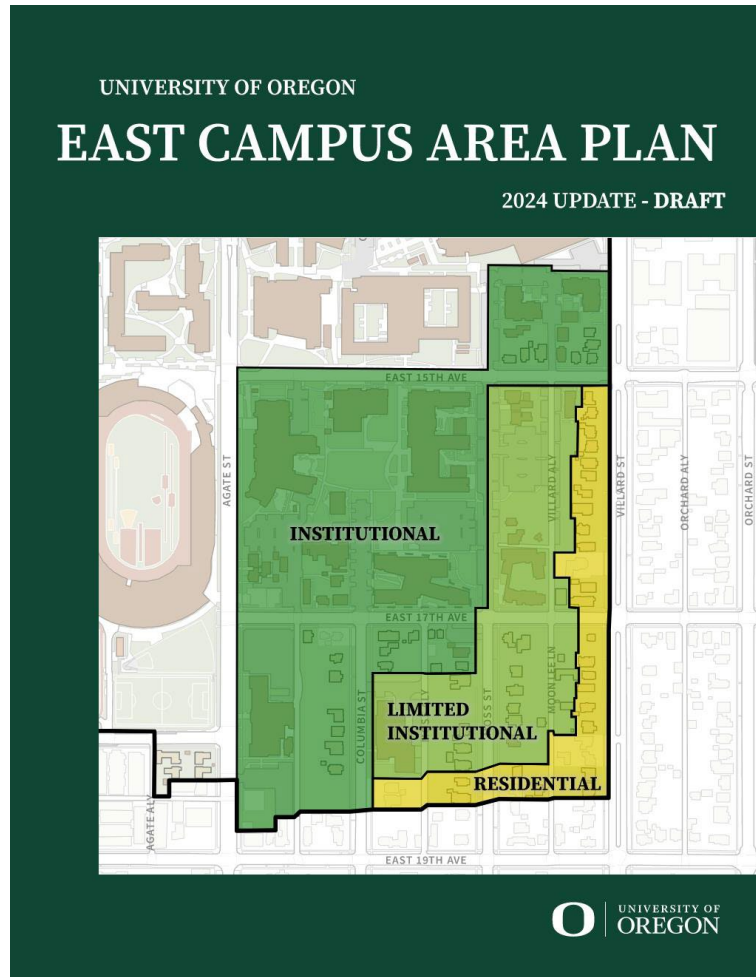 UNIVERSITY OF OREGON
EAST CAMPUS AREA PLAN
2024 UPDATE - DRAFT
EAST 15TH AVE
AGATE ST
VILLARD ALY
VILLARD ST
ORCHARD ALY
ORCHARD ST
INSTITUTIONAL
EAST 17TH AVE
COLUMBIA ST
MOON LEE LN
LIMITED
INSTITUTIONAL
RESIDENTIAL
AGATE ALY
EAST 19TH AVE
O
UNIVERSITY OF
OREGON